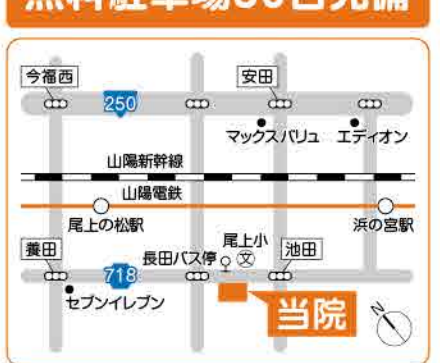 無料駐車場
完備
今福西
安田
250
マックスバリュ
エディオン
山陽新幹線
山陽電鉄
尾上の松駅
浜の宮駅
養田
長田バス停
尾上小
文
池田
718
セブンイレブン
当院
N